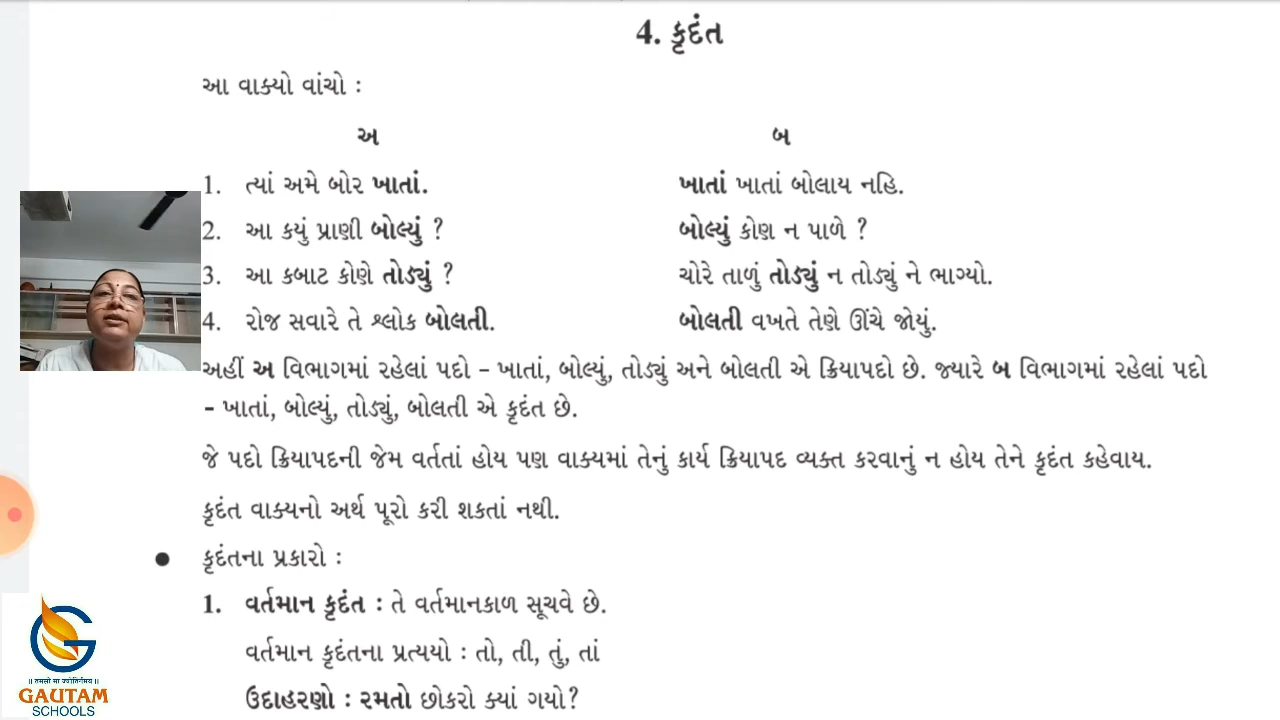 4. કૃદંત
આ વાક્યો વાંચો :
અ બ
1. ત્યાં અમે બોર ખાતાં. ખાતાં ખાતાં બોલાય નહિ.
2. આ કયું પ્રાણી બોલ્યું ? બોલ્યું કોણ ન પાળે ?
3. આ કબાટ કોણે તોડ્યું ? ચોરે તાળું તોડ્યું ન તોડ્યું ને ભાગ્યો.
4. રોજ સવારે તે શ્લોક બોલતી. બોલતી વખતે તેણે ઊંચે જોયું.
અહીં અ વિભાગમાં રહેલાં પદો - ખાતાં, બોલ્યું, તોડ્યું અને બોલતી એ ક્રિયાપદો છે. જ્યારે બ વિભાગમાં રહેલાં પદો
- ખાતાં, બોલ્યું, તોડ્યું, બોલતી એ કૃદંત છે.
જે પદો ક્રિયાપદની જેમ વર્તતાં હોય પણ વાક્યમાં તેનું કાર્ય ક્રિયાપદ વ્યક્ત કરવાનું ન હોય તેને કૃદંત કહેવાય.
કૃદંત વાક્યનો અર્થ પૂરો કરી શકતાં નથી.
● કૃદંતના પ્રકારો :
1. વર્તમાન કૃદંત : તે વર્તમાનકાળ સૂચવે છે.
વર્તમાન કૃદંતના પ્રત્યયો : તો, તી, તું, તાં
ઉદાહરણો : રમતો છોકરો ક્યાં ગયો?
G
॥ તમસો મા જ્યોતિર્ગમય ॥
GAUTAM
SCHOOLS